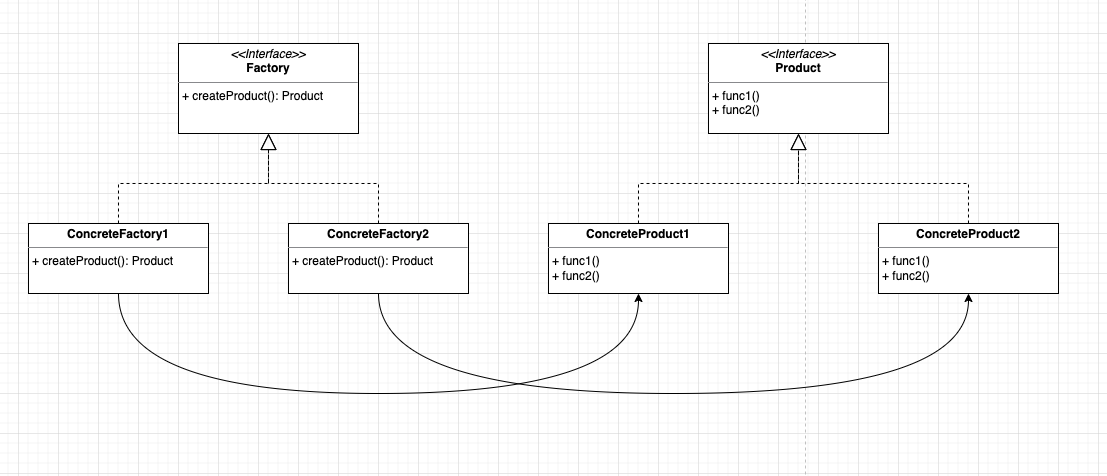 <<Interface>>
Factory
+ createProduct(): Product
<<Interface>>
Product
+ func1()
+ func2()
ConcreteFactory1
+ createProduct(): Product
ConcreteFactory2
+ createProduct(): Product
ConcreteProduct1
+ func1()
+ func2()
ConcreteProduct2
+ func1()
+ func2()